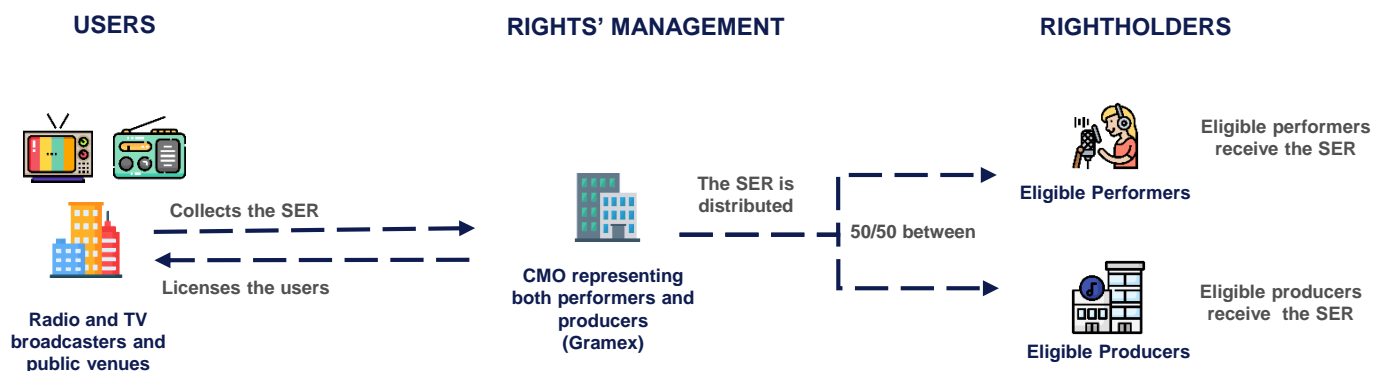 USERS
RIGHTS' MANAGEMENT
RIGHTHOLDERS
Collects the SER
Licenses the users
Radio and TV
broadcasters and
public venues
CMO representing
both performers and
producers
(Gramex)
The SER is
distributed
50/50 between
Eligible Performers
Eligible performers
receive the SER
Eligible Producers
Eligible producers
receive the SER